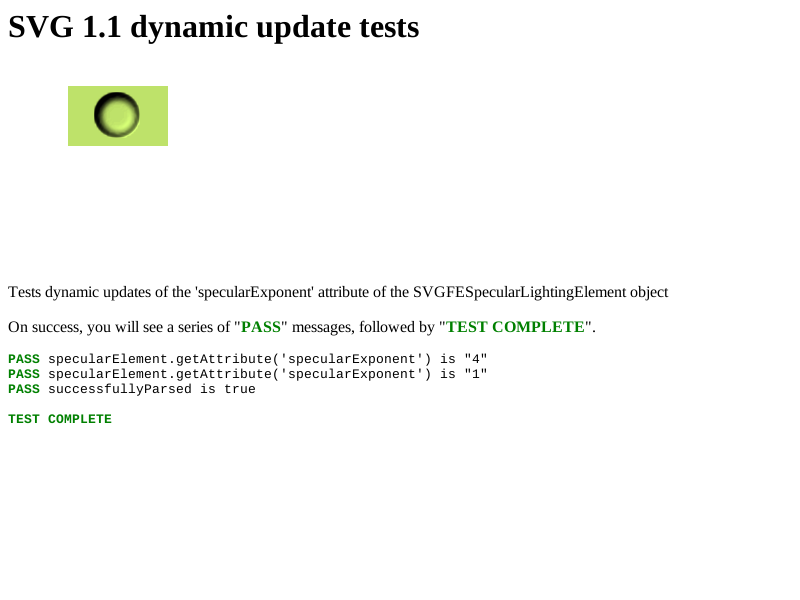 SVG 1.1 dynamic update tests
Tests dynamic updates of the 'specularExponent' attribute of the SVGFESpecularLightingElement object
On success, you will see a series of "PASS" messages, followed by "TEST COMPLETE".
PASS specularElement.getAttribute('specularExponent') is "4"
PASS specularElement.getAttribute('specularExponent') is "1"
PASS successfullyParsed is true
TEST COMPLETE